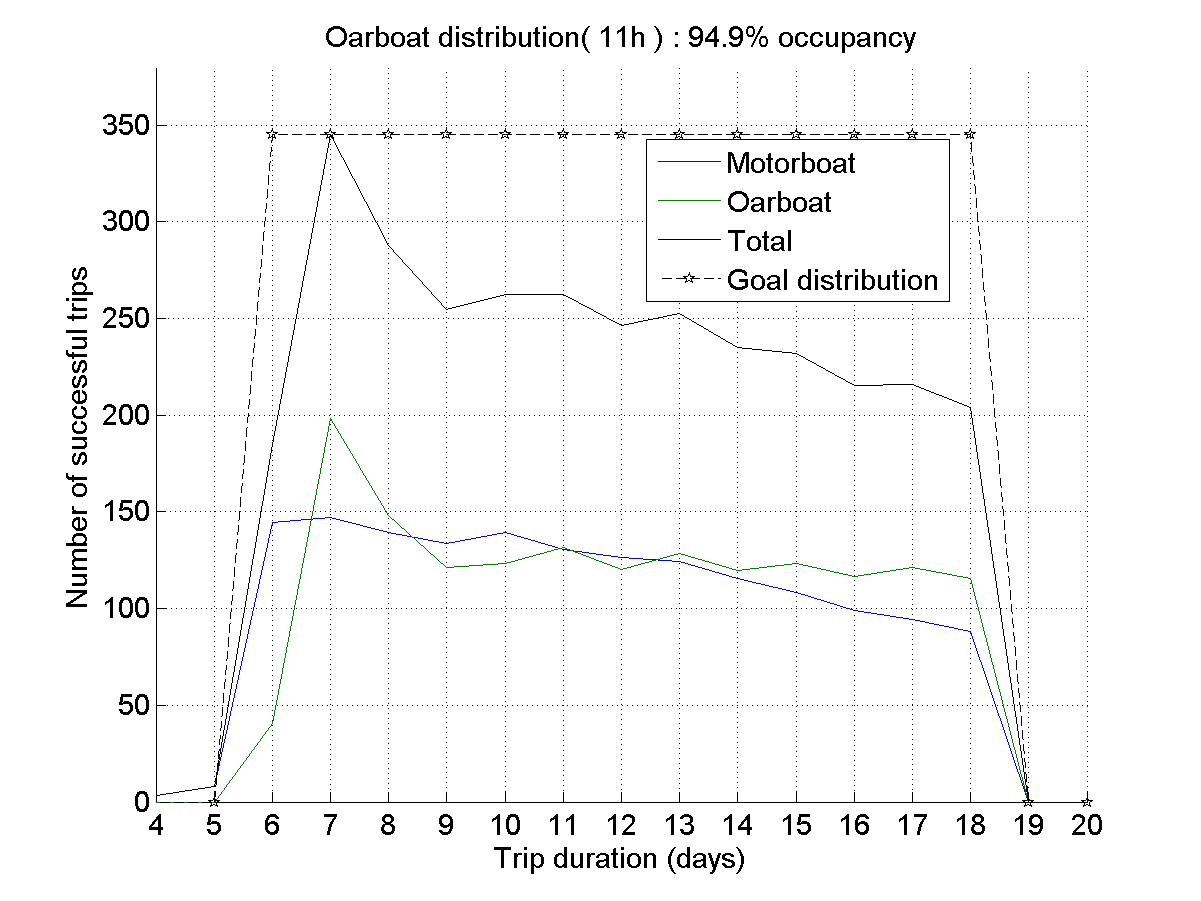 Oarboat distribution( 11h ) : 94.9% occupancy
Number of successful trips
350
300
250
200
150
100
50
0
Motorboat
Oarboat
Total
Goal distribution
4 5 6 7 8 9 10 11 12 13 14 15 16 17 18 19 20
Trip duration (days)